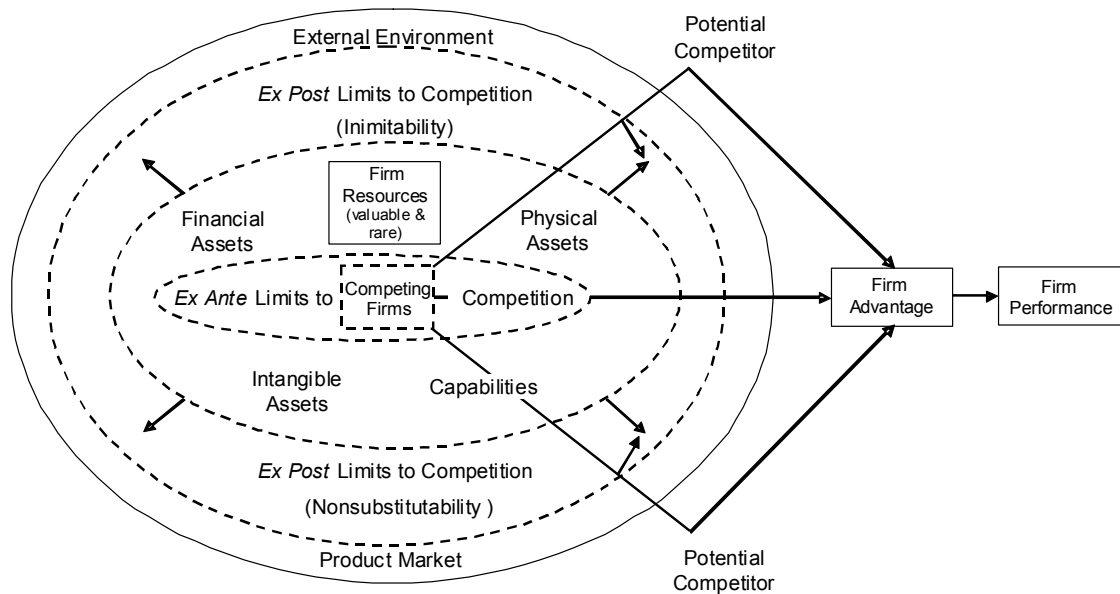 Potential
Competitor
External Environment
Ex Post Limits to Competition
(Inimitability)
Firm
Resources
(valuable &
rare)
Financial
Assets
Physical
Assets
Ex Ante Limits to
Competing
Firms
Competition
Firm
Advantage
Firm
Performance
Intangible
Assets
Capabilities
Ex Post Limits to Competition
(Nonsubstitutability )
Product Market
Potential
Competitor